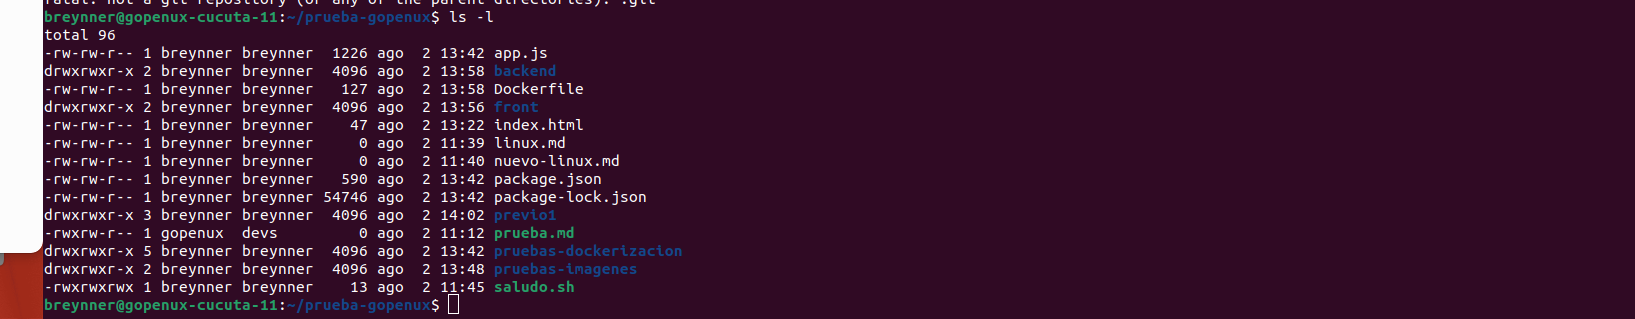 fatal: not a git repository (or any of the parent directories): .git
breynner@gopenux-cucuta-11:~/prueba-gopenux$ ls -l
total 96
-rw-rw-r-- 1 breynner breynner  1226 ago  2 13:42 app.js
drwxrwxr-x 2 breynner breynner  4096 ago  2 13:58 backend
-rw-rw-r-- 1 breynner breynner   127 ago  2 13:58 Dockerfile
drwxrwxr-x 2 breynner breynner  4096 ago  2 13:56 front
-rw-rw-r-- 1 breynner breynner    47 ago  2 13:22 index.html
-rw-rw-r-- 1 breynner breynner     0 ago  2 11:39 linux.md
-rw-rw-r-- 1 breynner breynner     0 ago  2 11:40 nuevo-linux.md
-rw-rw-r-- 1 breynner breynner   590 ago  2 13:42 package.json
-rw-rw-r-- 1 breynner breynner 54746 ago  2 13:42 package-lock.json
drwxrwxr-x 3 breynner breynner  4096 ago  2 14:02 previo1
-rwxrw-r-- 1 gopenux  devs         0 ago  2 11:12 prueba.md
drwxrwxr-x 5 breynner breynner  4096 ago  2 13:42 pruebas-dockerizacion
drwxrwxr-x 2 breynner breynner  4096 ago  2 13:48 pruebas-imagenes
-rwxrwxrwx 1 breynner breynner    13 ago  2 11:45 saludo.sh
breynner@gopenux-cucuta-11:~/prueba-gopenux$